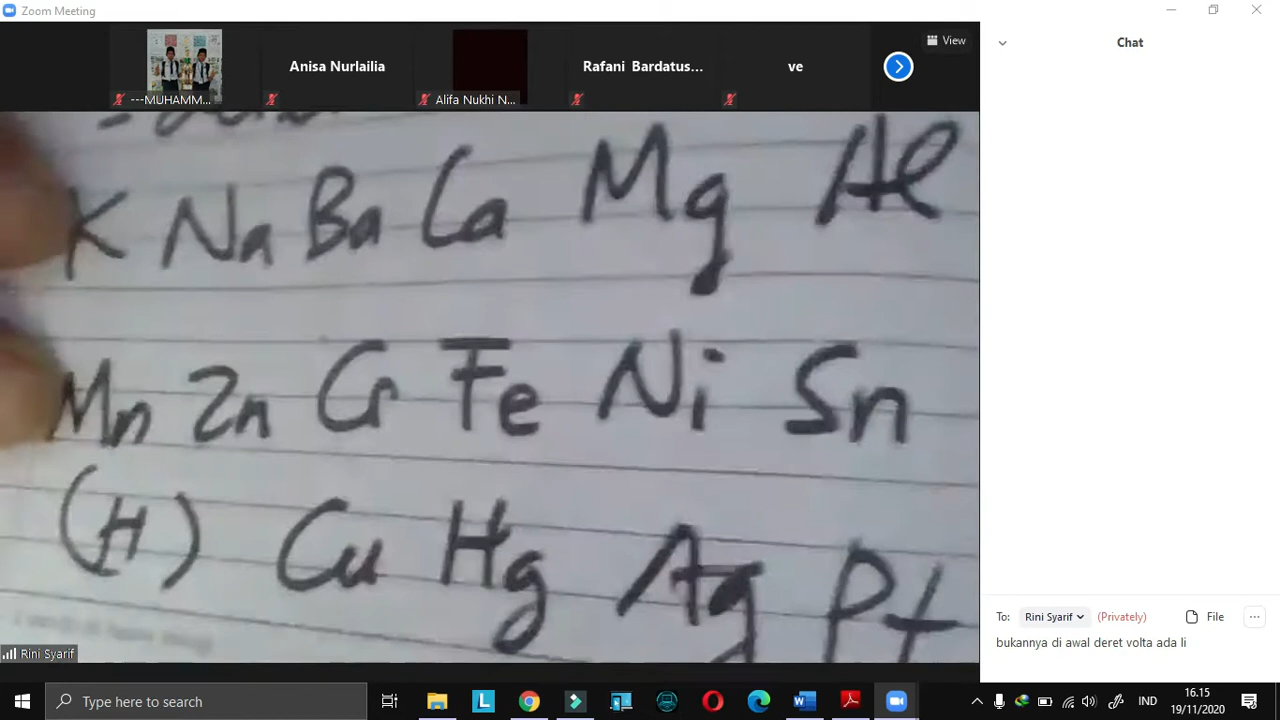 Zoom Meeting
View
---MUHAMM...
Anisa Nurlailia
Alifa Nukhi N...
Rafani Bardatus...
ve
Chat
K Na Ba Ca Mg Al
Mn Zn Cr Fe Ni Sn
(H) Cu Hg Ag Pt
Rini Syarif
To: Rini Syarif (Privately) File ...
bukannya di awal deret volta ada li
Type here to search
IND
16.15
19/11/2020